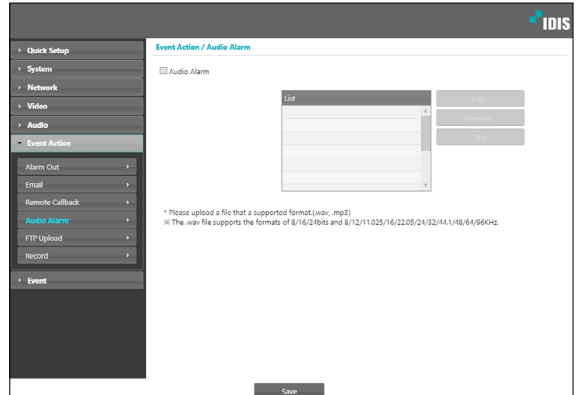 IDIS
Quick Setup
System
Network
Video
Audio
Event Action
Alarm Out
Email
Remote Callback
Audio Alarm
FTP Upload
Record
Event
Event Action / Audio Alarm
Audio Alarm
List
Add...
Remove...
Play
* Please upload a file that a supported format.(.wav, .mp3)
※ The .wav file supports the formats of 8/16/24bits and 8/12/11.025/16/22.05/24/32/44.1/48/64/96KHz.
Save